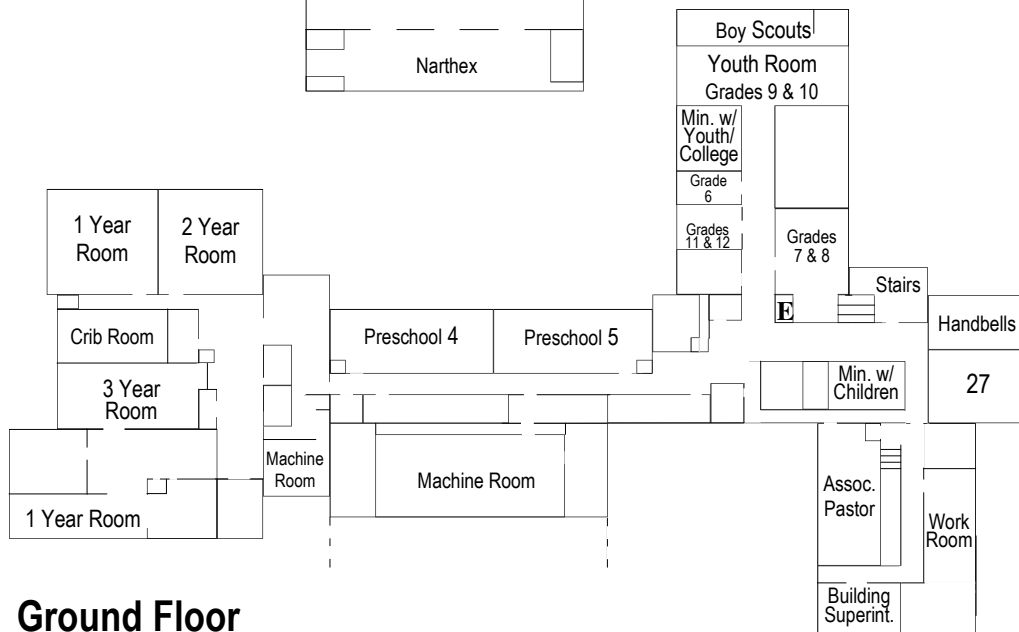 Boy Scouts
Narthex
Youth Room
Grades 9 & 10
Min. w/
Youth/
College
Grade
6
Grades
11 & 12
Grades
7 & 8
1 Year
Room
2 Year
Room
Stairs
E
Crib Room
Preschool 4
Preschool 5
Handbells
3 Year
Room
Min. w/
Children
27
Machine
Room
Machine Room
Assoc.
Pastor
1 Year Room
Work
Room
Building
Superint.
Ground Floor